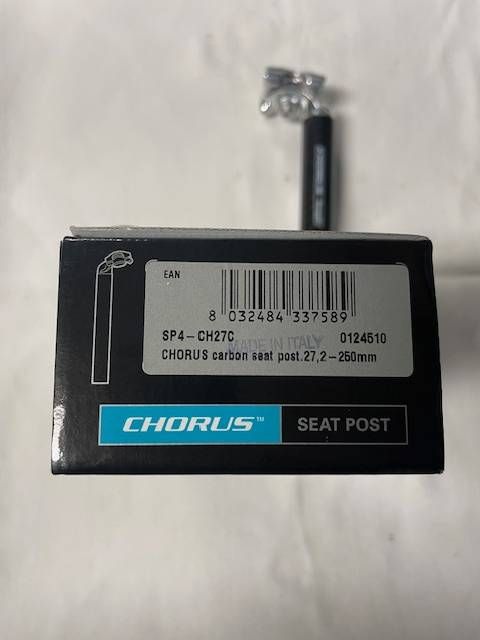 EAN
8 032484 337589
SP4-CH27C 0124510
MADE IN ITALY
CHORUS carbon seat post.27,2-250mm
CHORUS™ SEAT POST